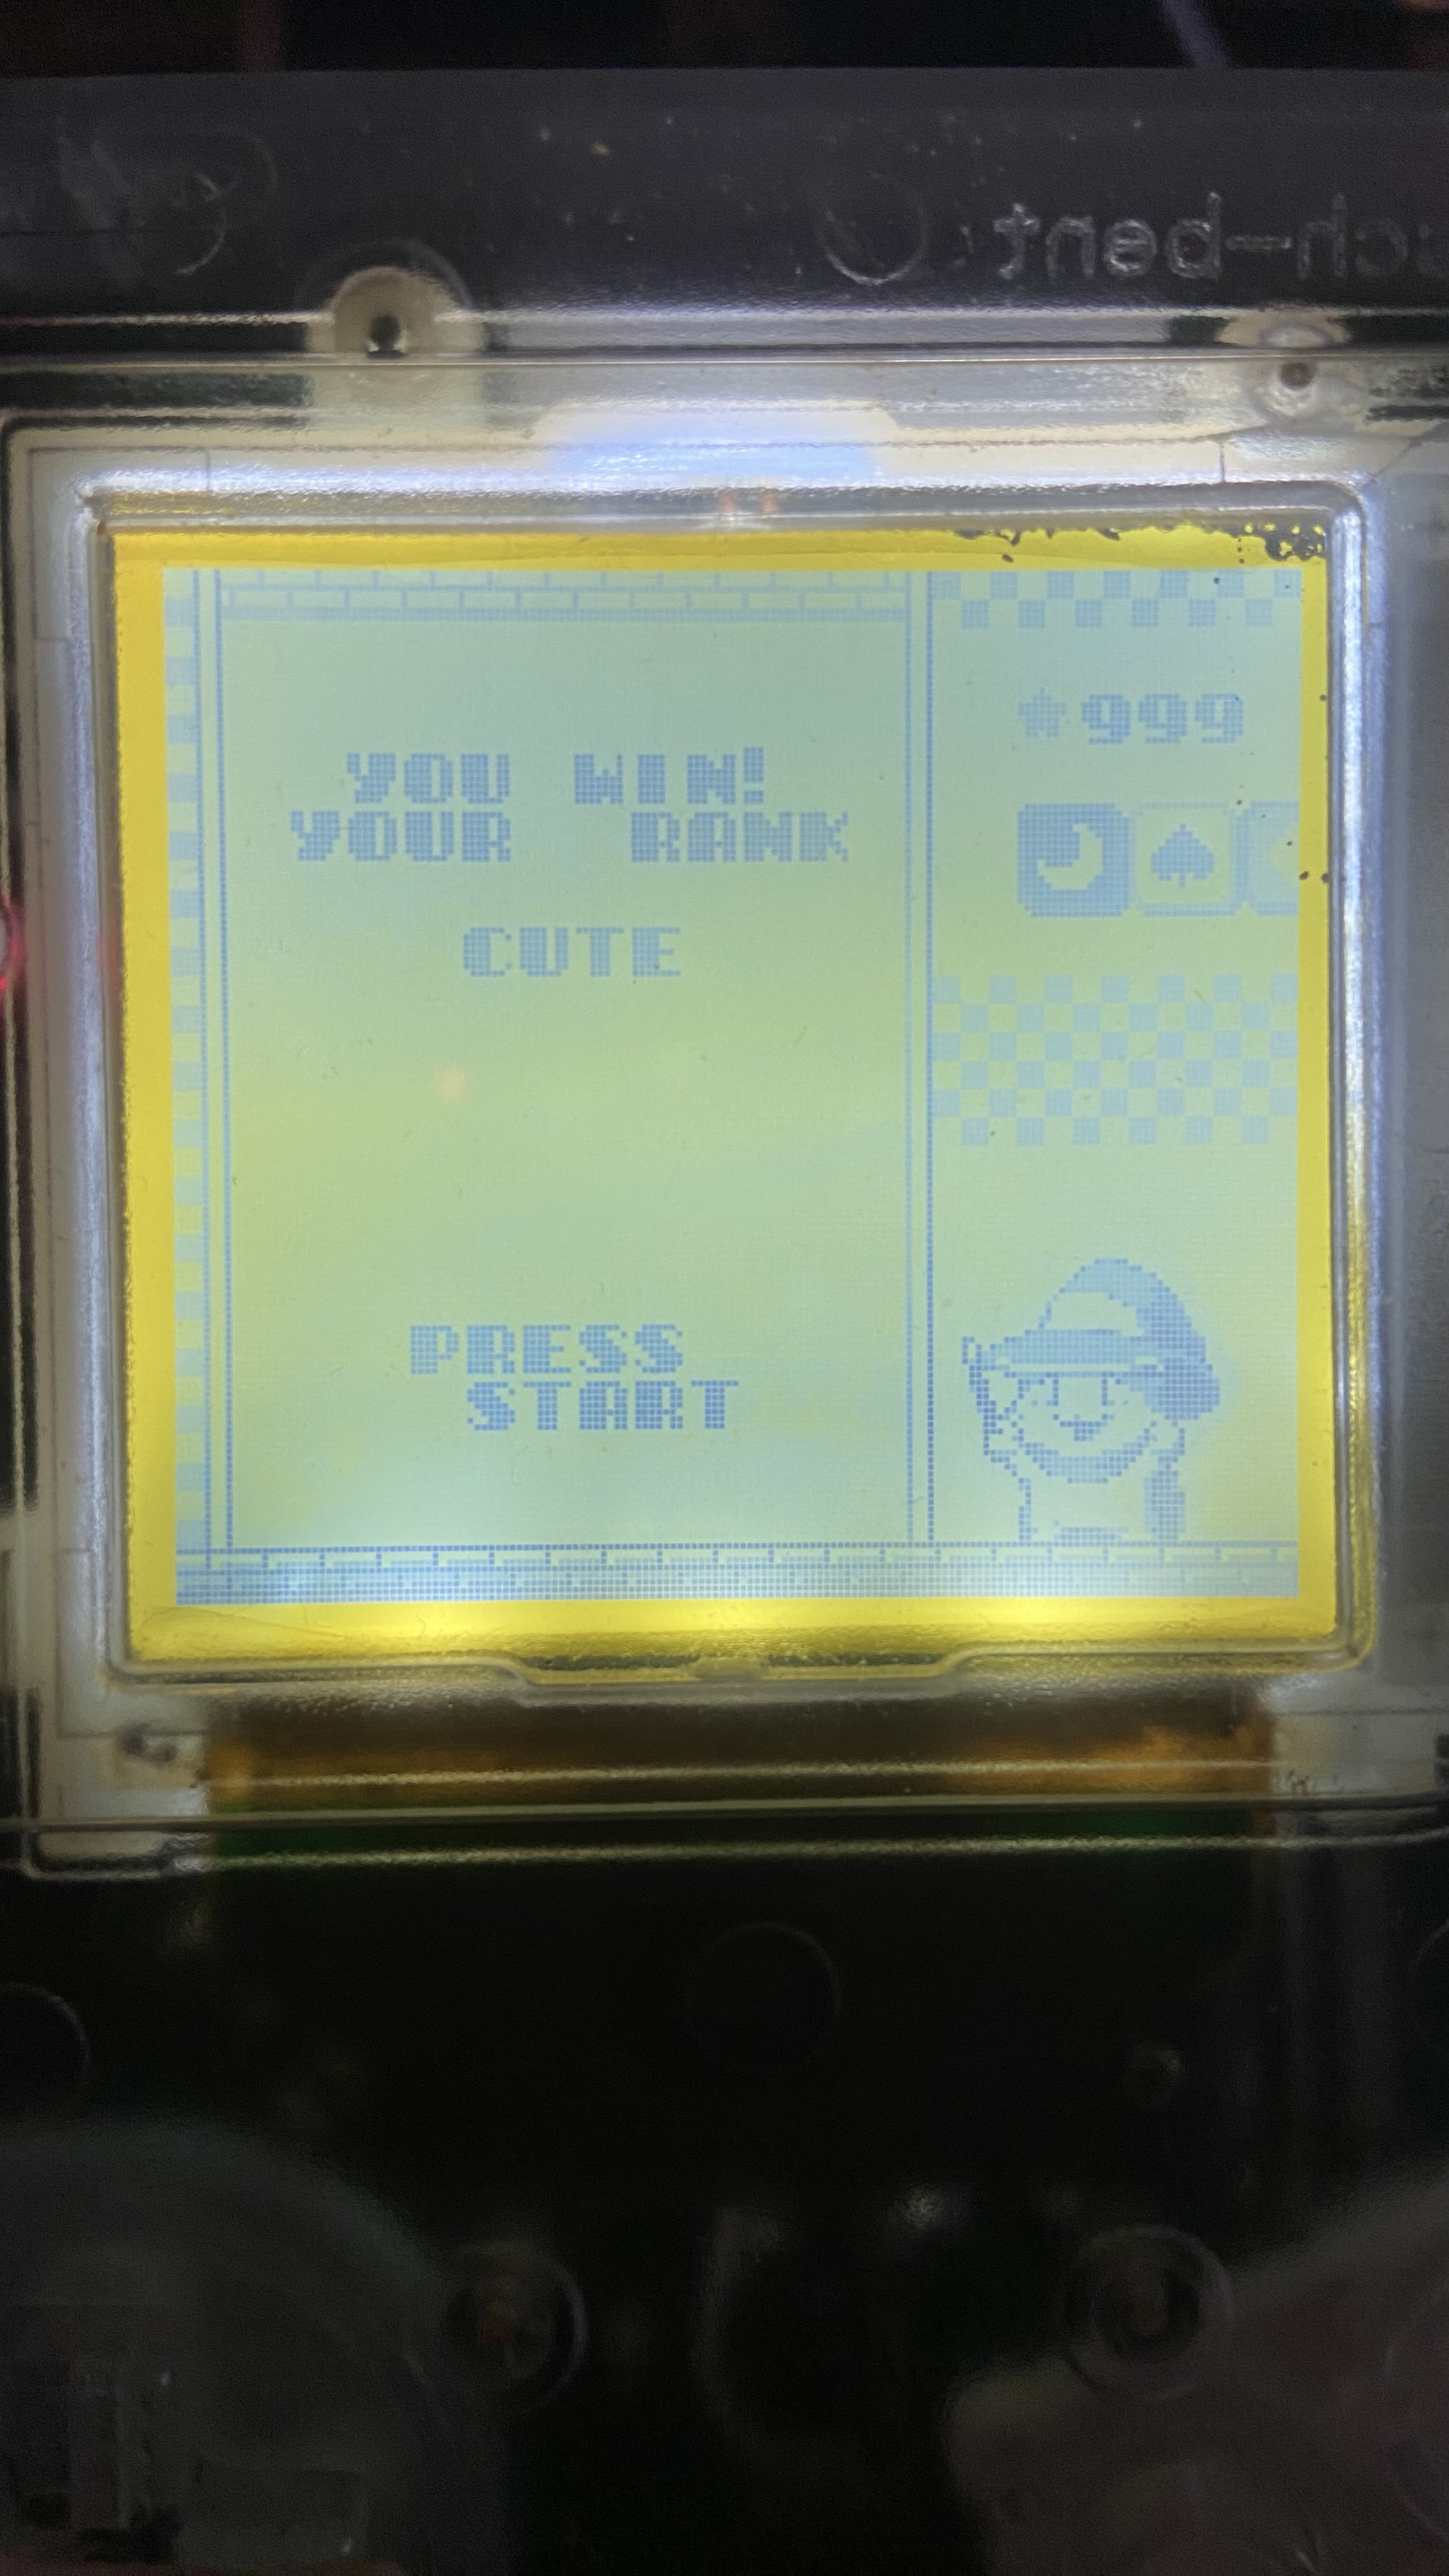 ★999
YOU WIN!
YOUR RANK
CUTE
PRESS
START